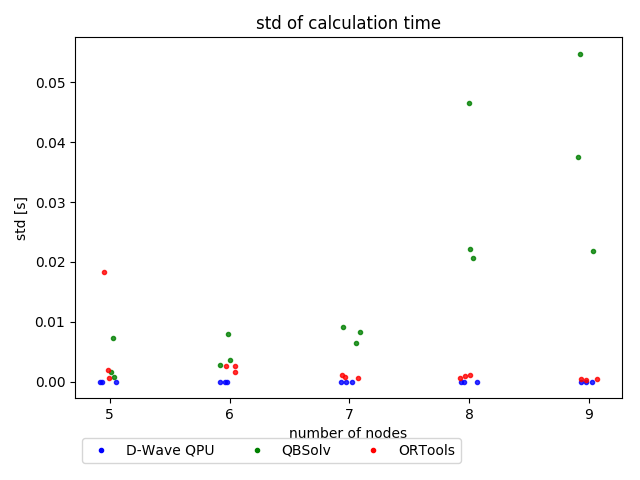 std of calculation time
0.05
0.04
0.03
0.02
0.01
0.00
std [s]
5 6 7 8 9
number of nodes
D-Wave QPU QBSolv ORTools